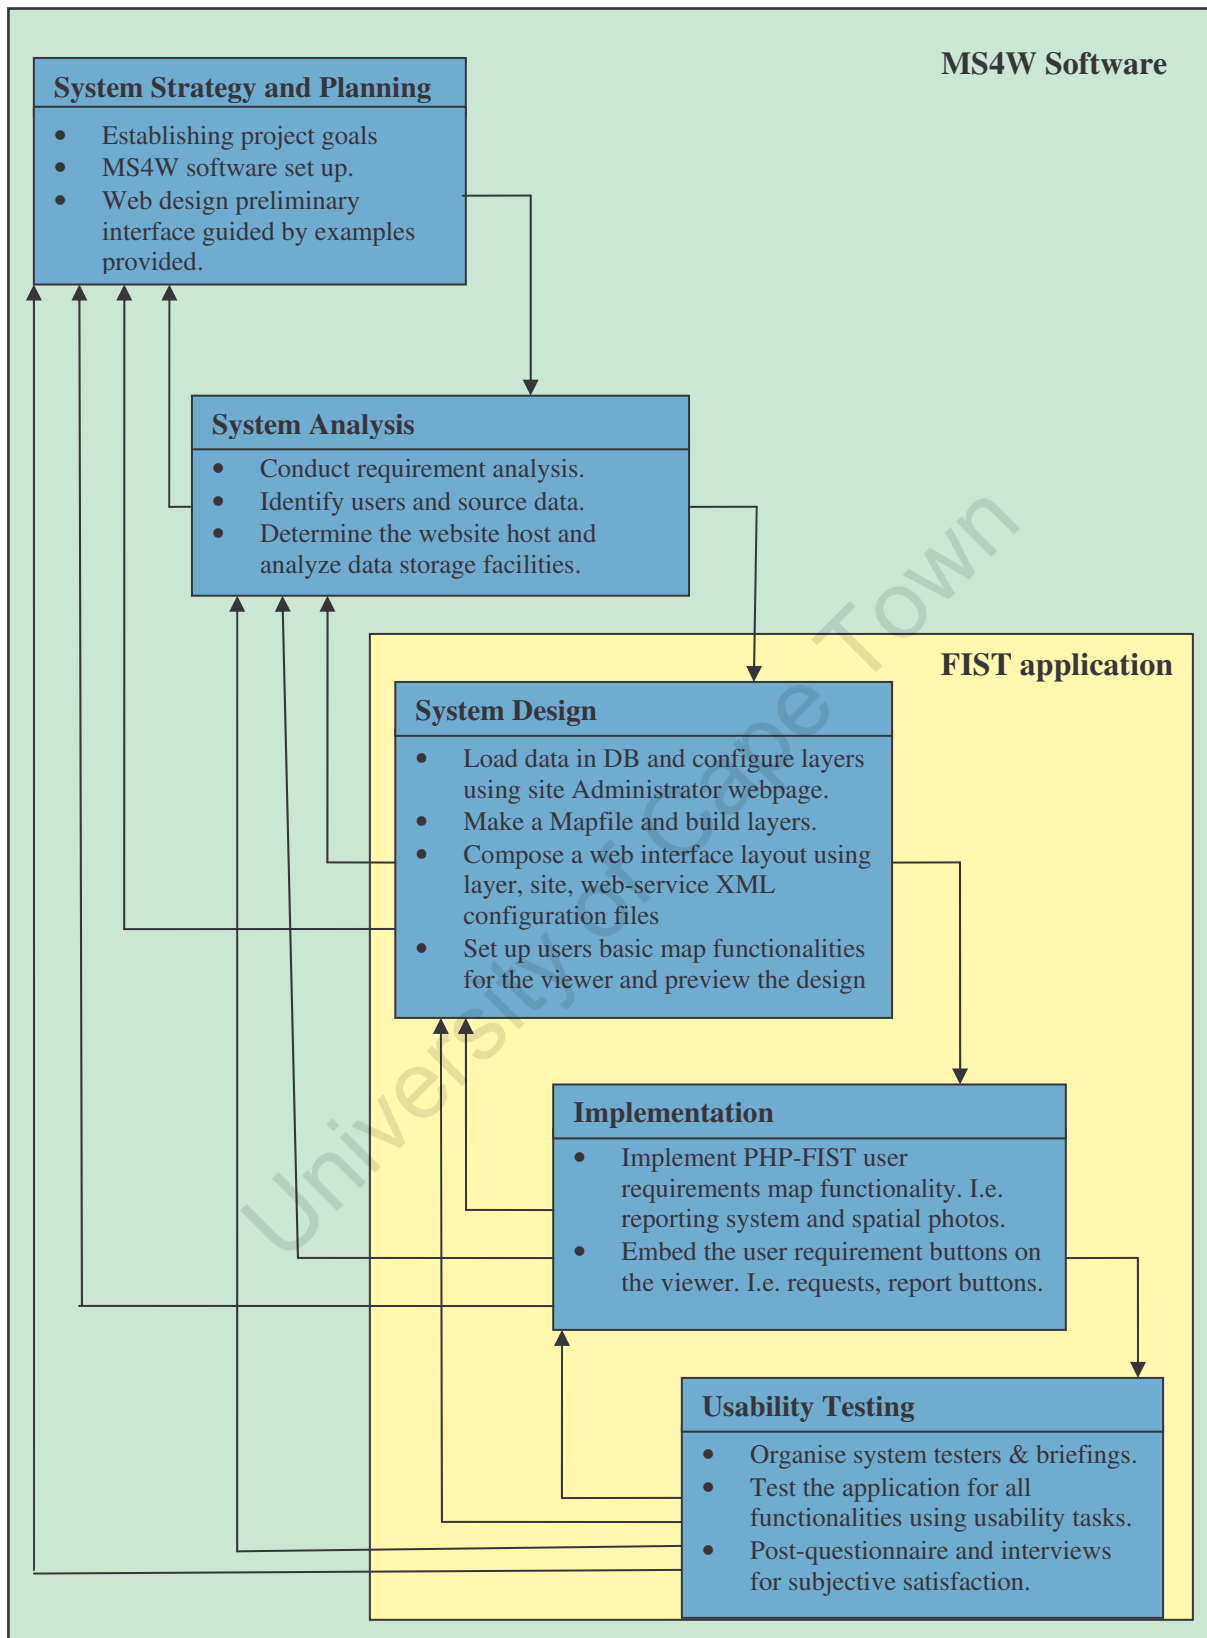 MS4W Software
System Strategy and Planning
• Establishing project goals
• MS4W software set up.
• Web design preliminary
interface guided by examples
provided.
System Analysis
• Conduct requirement analysis.
• Identify users and source data.
• Determine the website host and
analyze data storage facilities.
FIST application
System Design
• Load data in DB and configure layers
using site Administrator webpage.
• Make a Mapfile and build layers.
• Compose a web interface layout using
layer, site, web-service XML
configuration files
• Set up users basic map functionalities
for the viewer and preview the design
Implementation
• Implement PHP-FIST user
requirements map functionality. I.e.
reporting system and spatial photos.
• Embed the user requirement buttons on
the viewer. I.e. requests, report buttons.
Usability Testing
• Organise system testers & briefings.
• Test the application for all
functionalities using usability tasks.
• Post-questionnaire and interviews
for subjective satisfaction.
University of Cape Town